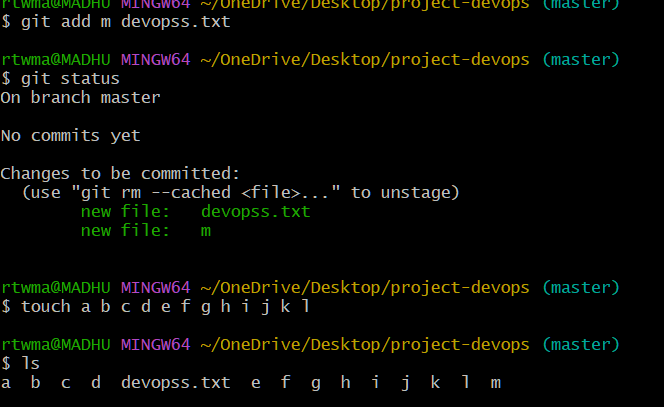 rtwma@MADHU MINGW64 ~/OneDrive/Desktop/project-devops (master)
$ git add m devopss.txt
rtwma@MADHU MINGW64 ~/OneDrive/Desktop/project-devops (master)
$ git status
On branch master
No commits yet
Changes to be committed:
  (use "git rm --cached <file>..." to unstage)
        new file:   devopss.txt
        new file:   m
rtwma@MADHU MINGW64 ~/OneDrive/Desktop/project-devops (master)
$ touch a b c d e f g h i j k l
rtwma@MADHU MINGW64 ~/OneDrive/Desktop/project-devops (master)
$ ls
a  b  c  d  devopss.txt  e  f  g  h  i  j  k  l  m